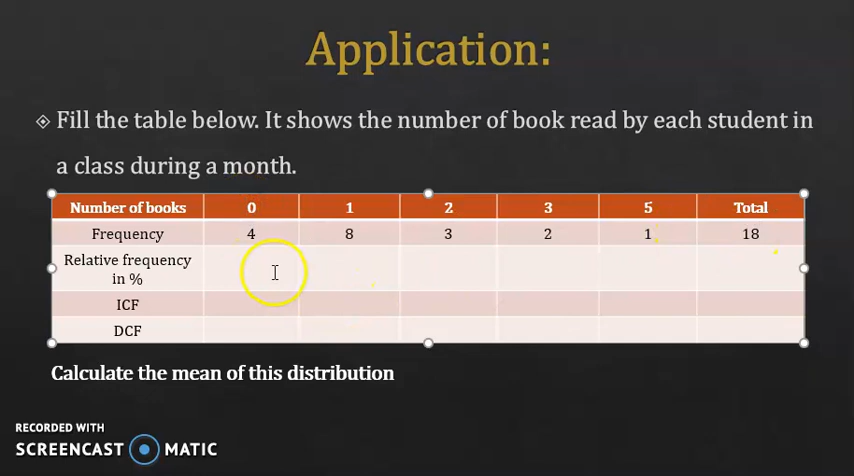 Application:
Fill the table below. It shows the number of book read by each student in
a class during a month.
Number of books 0 1 2 3 5 Total
Frequency 4 8 3 2 1 18
Relative frequency
in %
ICF
DCF
Calculate the mean of this distribution
RECORDED WITH
SCREENCAST MATIC